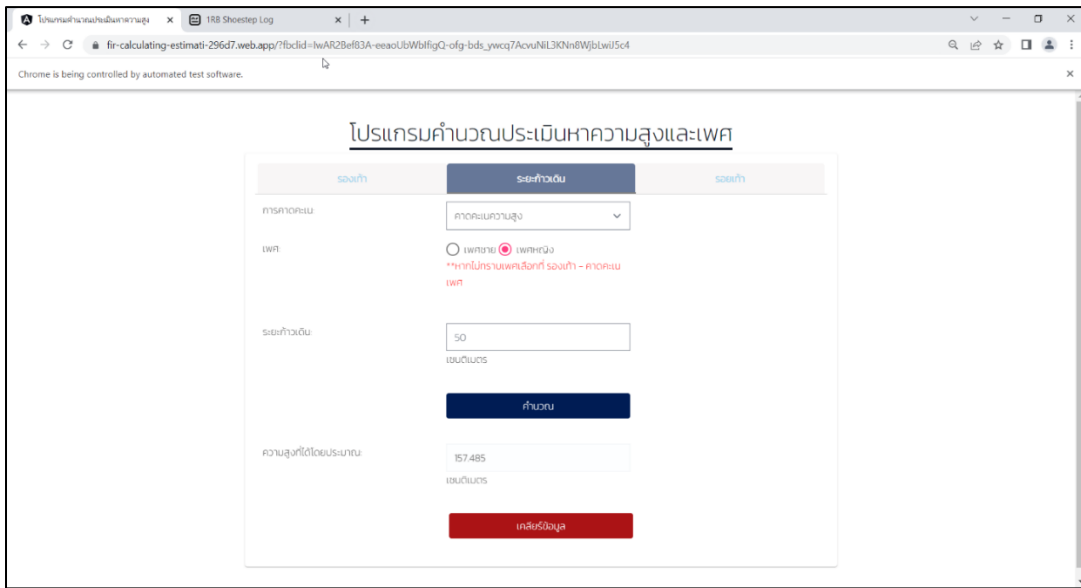 โปรแกรมคำนวณประเมินหาความสูง
1RB Shoestep Log
fir-calculating-estimati-296d7.web.app/?fbclid=IwAR2Bef83A-eeaoUbWbIfigQ-ofg-bds_ywcq7AcvuNiL3KNn8WjbLwiJ5c4
Chrome is being controlled by automated test software.
โปรแกรมคำนวณประเมินหาความสูงและเพศ
รองเท้า ระยะก้าวเดิน รอยเท้า
การคาดคะเน: คาดคะเนความสูง
เพศ: เพศชาย เพศหญิง
**หากไม่ทราบเพศเลือกที่ รองเท้า - คาดคะเน
เพศ
ระยะก้าวเดิน: 50
เซนติเมตร
คำนวณ
ความสูงที่ได้โดยประมาณ: 157.485
เซนติเมตร
เคลียร์ข้อมูล